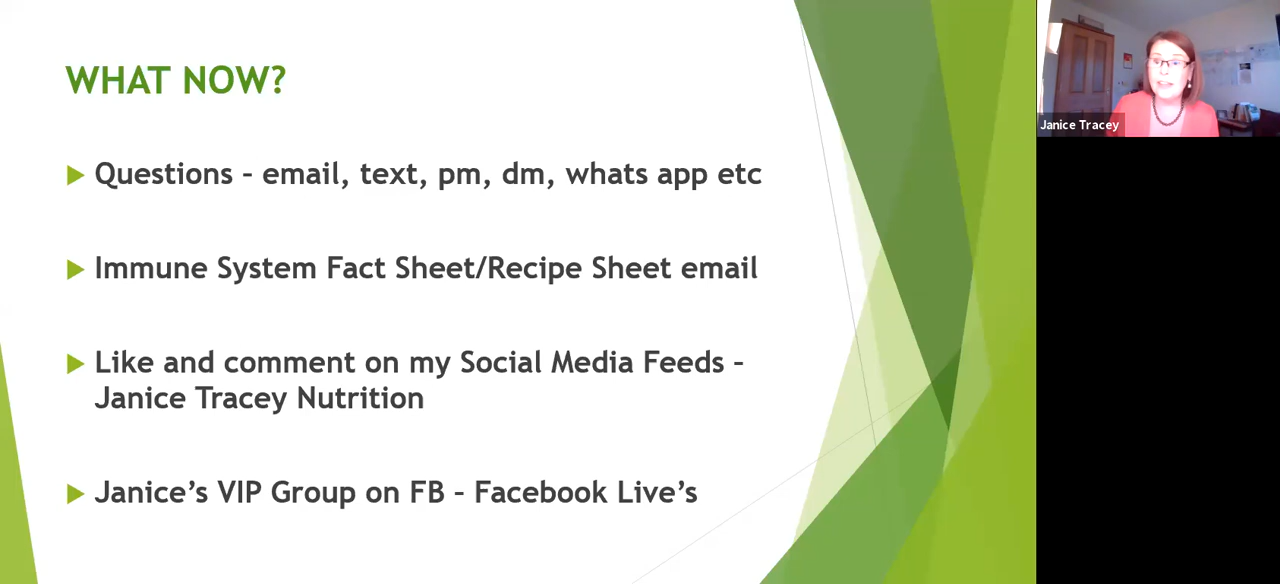 WHAT NOW?
Questions – email, text, pm, dm, whats app etc
Immune System Fact Sheet/Recipe Sheet email
Like and comment on my Social Media Feeds –
Janice Tracey Nutrition
Janice’s VIP Group on FB – Facebook Live’s
Janice Tracey